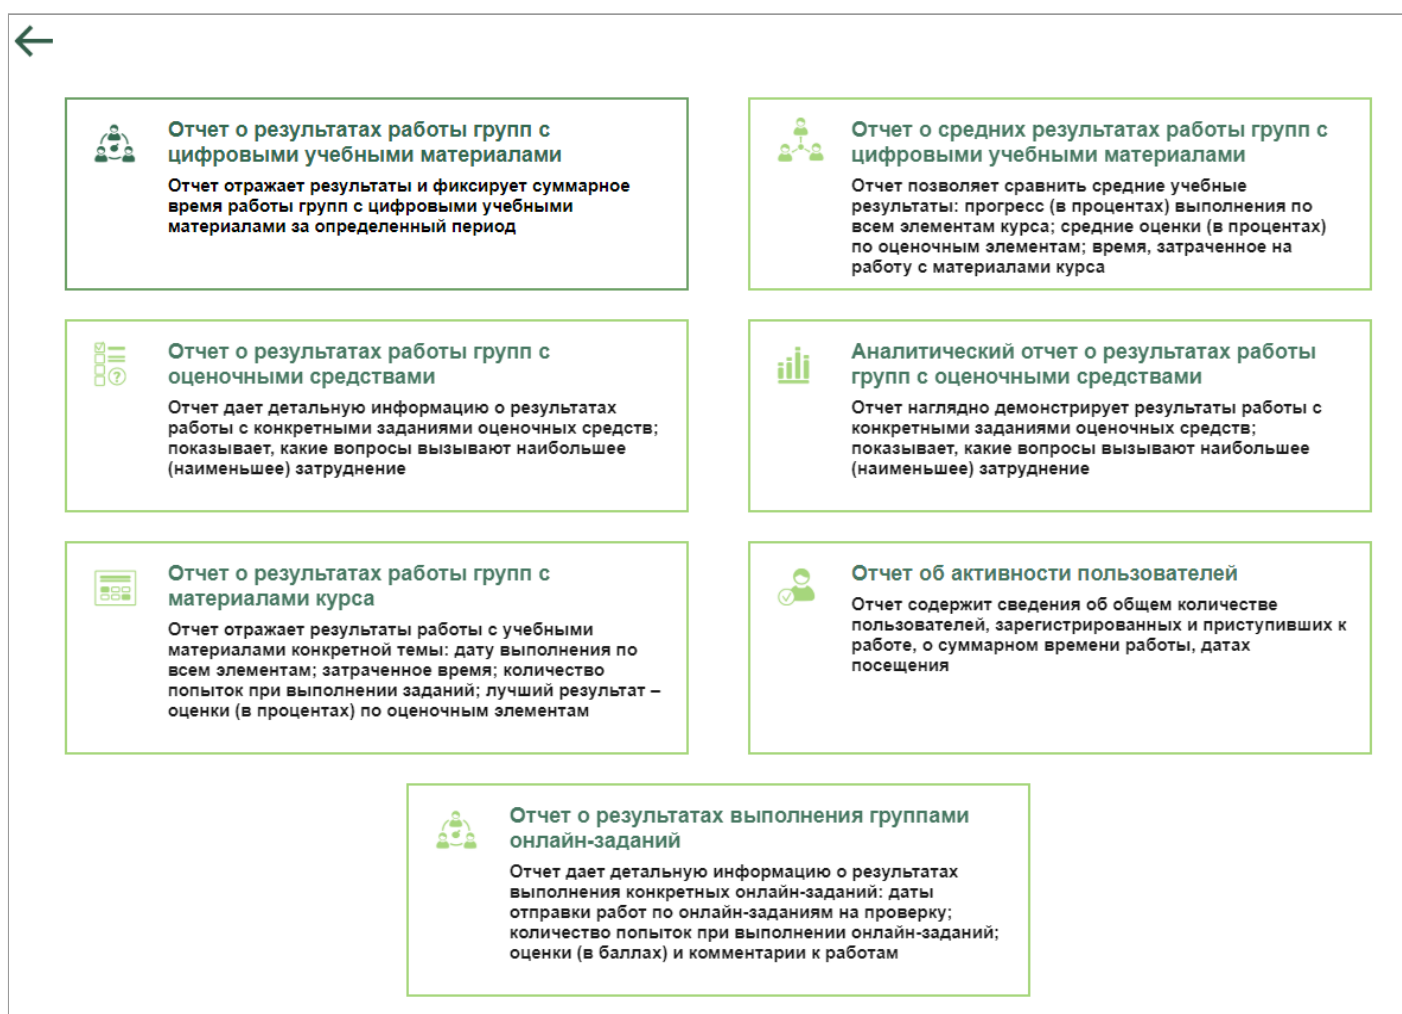 Отчет о результатах работы групп с
цифровыми учебными материалами
Отчет отражает результаты и фиксирует суммарное
время работы групп с цифровыми учебными
материалами за определенный период
Отчет о средних результатах работы групп с
цифровыми учебными материалами
Отчет позволяет сравнить средние учебные
результаты: прогресс (в процентах) выполнения по
всем элементам курса; средние оценки (в процентах)
по оценочным элементам; время, затраченное на
работу с материалами курса
Отчет о результатах работы групп с
оценочными средствами
Отчет дает детальную информацию о результатах
работы с конкретными заданиями оценочных средств;
показывает, какие вопросы вызывают наибольшее
(наименьшее) затруднение
Аналитический отчет о результатах работы
групп с оценочными средствами
Отчет наглядно демонстрирует результаты работы с
конкретными заданиями оценочных средств;
показывает, какие вопросы вызывают наибольшее
(наименьшее) затруднение
Отчет о результатах работы групп с
материалами курса
Отчет отражает результаты работы с учебными
материалами конкретной темы: дату выполнения по
всем элементам; затраченное время; количество
попыток при выполнении заданий; лучший результат –
оценки (в процентах) по оценочным элементам
Отчет об активности пользователей
Отчет содержит сведения об общем количестве
пользователей, зарегистрированных и приступивших к
работе, о суммарном времени работы, датах
посещения
Отчет о результатах выполнения группами
онлайн-заданий
Отчет дает детальную информацию о результатах
выполнения конкретных онлайн-заданий: даты
отправки работ по онлайн-заданиям на проверку;
количество попыток при выполнении онлайн-заданий;
оценки (в баллах) и комментарии к работам